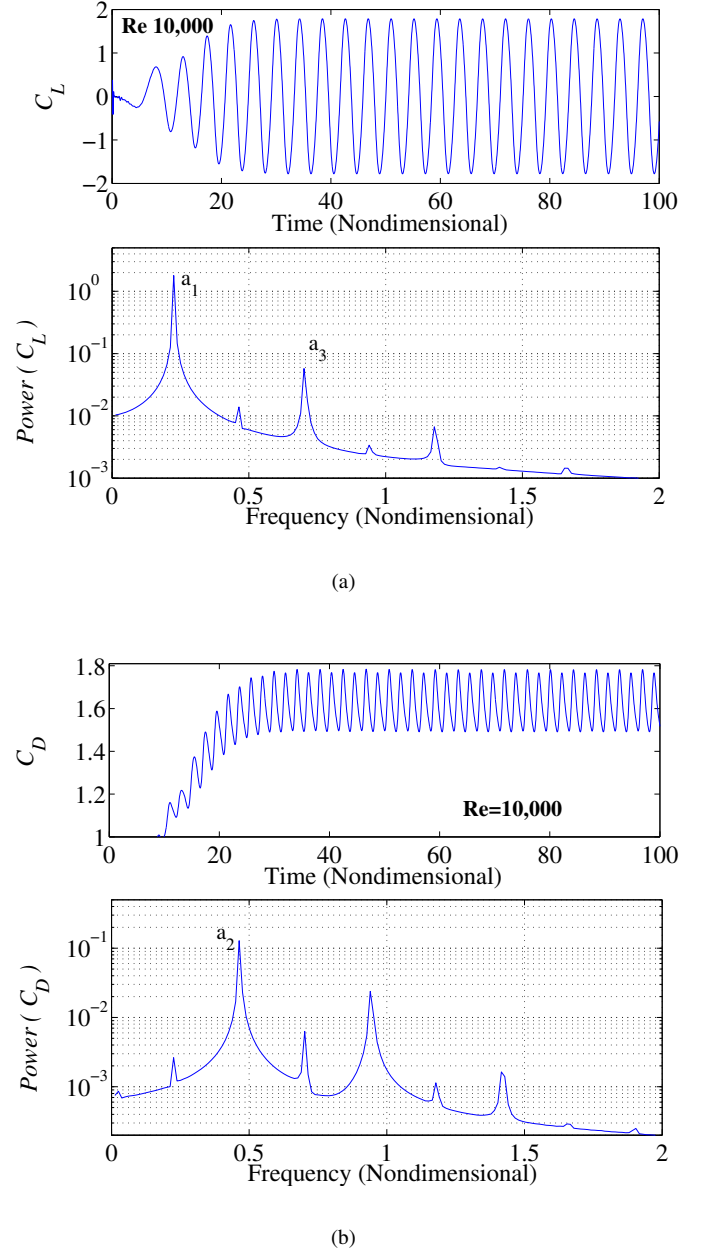 2
1
0
−1
−2
C_L
Re 10,000
0 20 40 60 80 100
Time (Nondimensional)
10^0
10^−1
10^−2
10^−3
Power ( C_L )
a_1
a_3
0 0.5 1 1.5 2
Frequency (Nondimensional)
(a)
1.8
1.6
1.4
1.2
1
C_D
Re=10,000
0 20 40 60 80 100
Time (Nondimensional)
10^−1
10^−2
10^−3
Power ( C_D )
a_2
0 0.5 1 1.5 2
Frequency (Nondimensional)
(b)